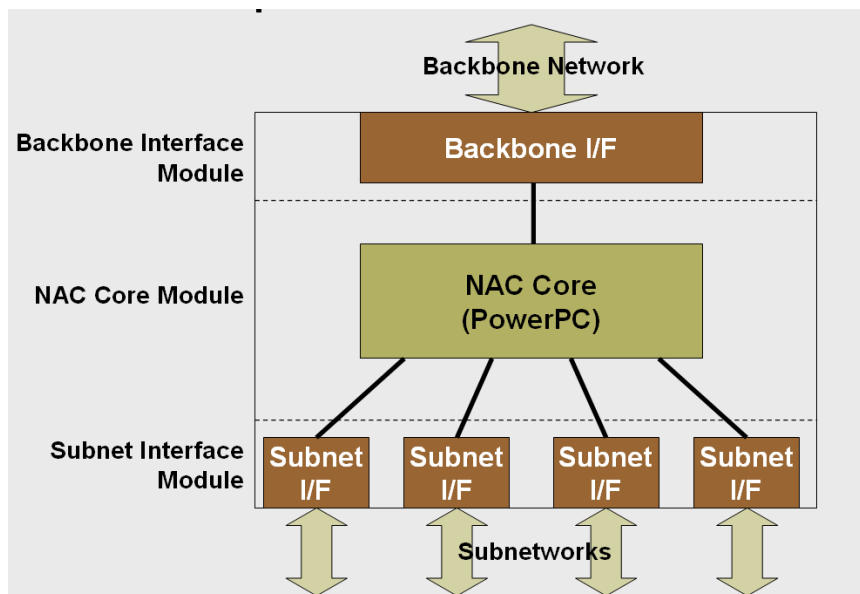 Backbone Network
Backbone Interface
Module
Backbone I/F
NAC Core Module
NAC Core
(PowerPC)
Subnet Interface
Module
Subnet
I/F
Subnet
I/F
Subnet
I/F
Subnet
I/F
Subnetworks